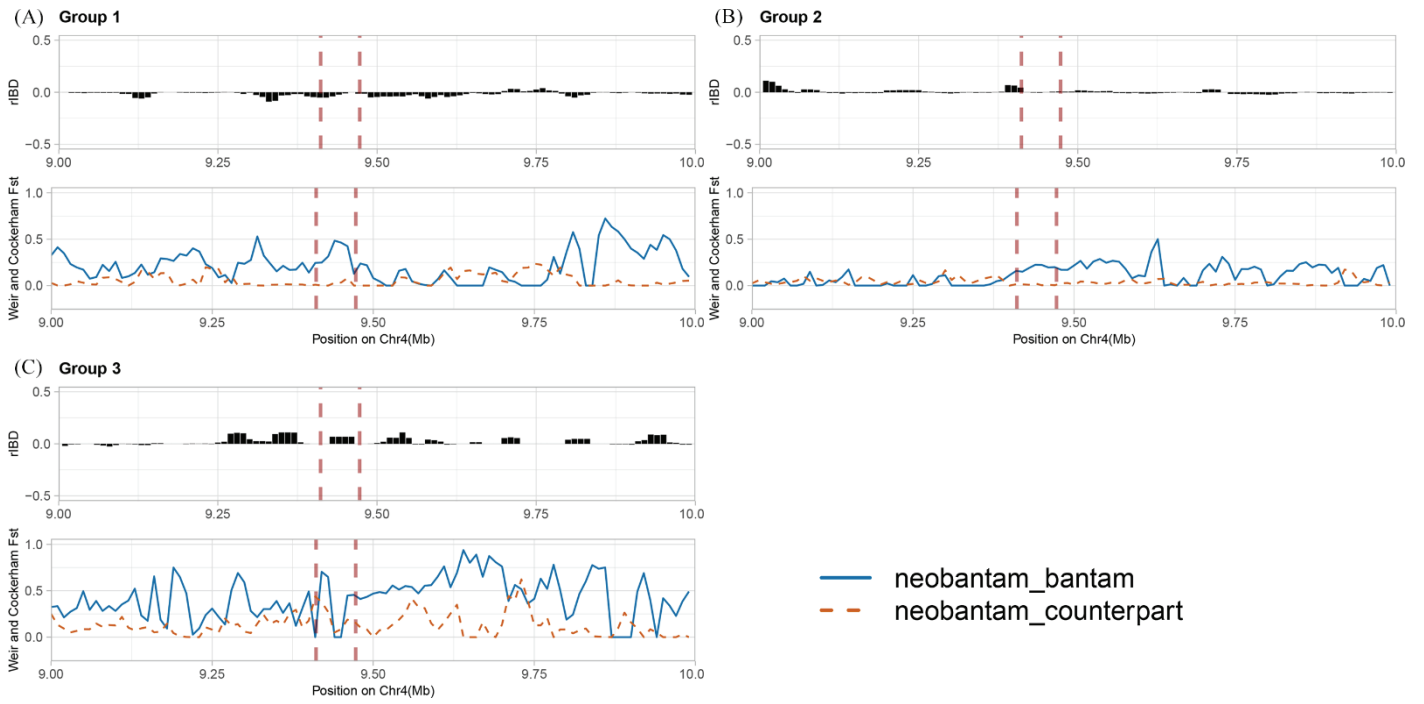 (A) Group 1
rIBD
0.5
0.0
−0.5
9.00 9.25 9.50 9.75 10.0
Weir and Cockerham Fst
1.0
0.5
0.0
9.00 9.25 9.50 9.75 10.0
Position on Chr4(Mb)
(B) Group 2
rIBD
0.5
0.0
−0.5
9.00 9.25 9.50 9.75 10.0
Weir and Cockerham Fst
1.0
0.5
0.0
9.00 9.25 9.50 9.75 10.0
Position on Chr4(Mb)
(C) Group 3
rIBD
0.5
0.0
−0.5
9.00 9.25 9.50 9.75 10.0
Weir and Cockerham Fst
1.0
0.5
0.0
9.00 9.25 9.50 9.75 10.0
Position on Chr4(Mb)
neobantam_bantam
neobantam_counterpart